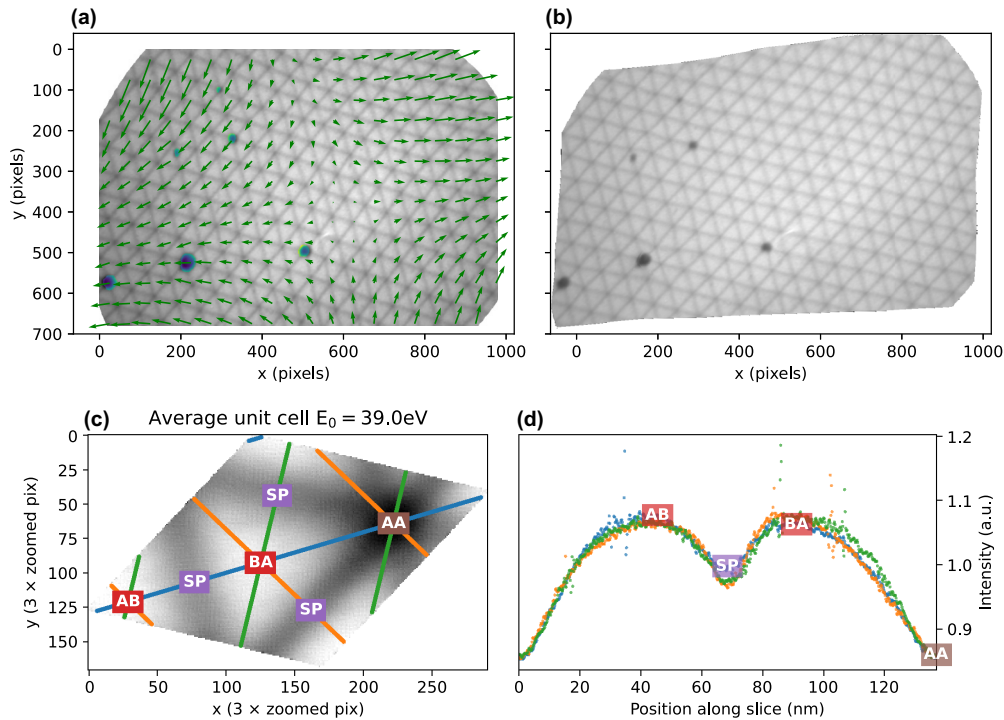 (a)
(b)
0
100
200
300
400
500
600
700
y (pixels)
0
200
400
600
800
1000
x (pixels)
0
200
400
600
800
1000
x (pixels)
(c)
Average unit cell E₀ = 39.0eV
(d)
0
25
50
75
100
125
150
y (3 × zoomed pix)
SP
AA
BA
SP
AB
SP
0
50
100
150
200
250
x (3 × zoomed pix)
AB
BA
SP
AA
1.2
1.1
1.0
0.9
Intensity (a.u.)
0
20
40
60
80
100
120
Position along slice (nm)